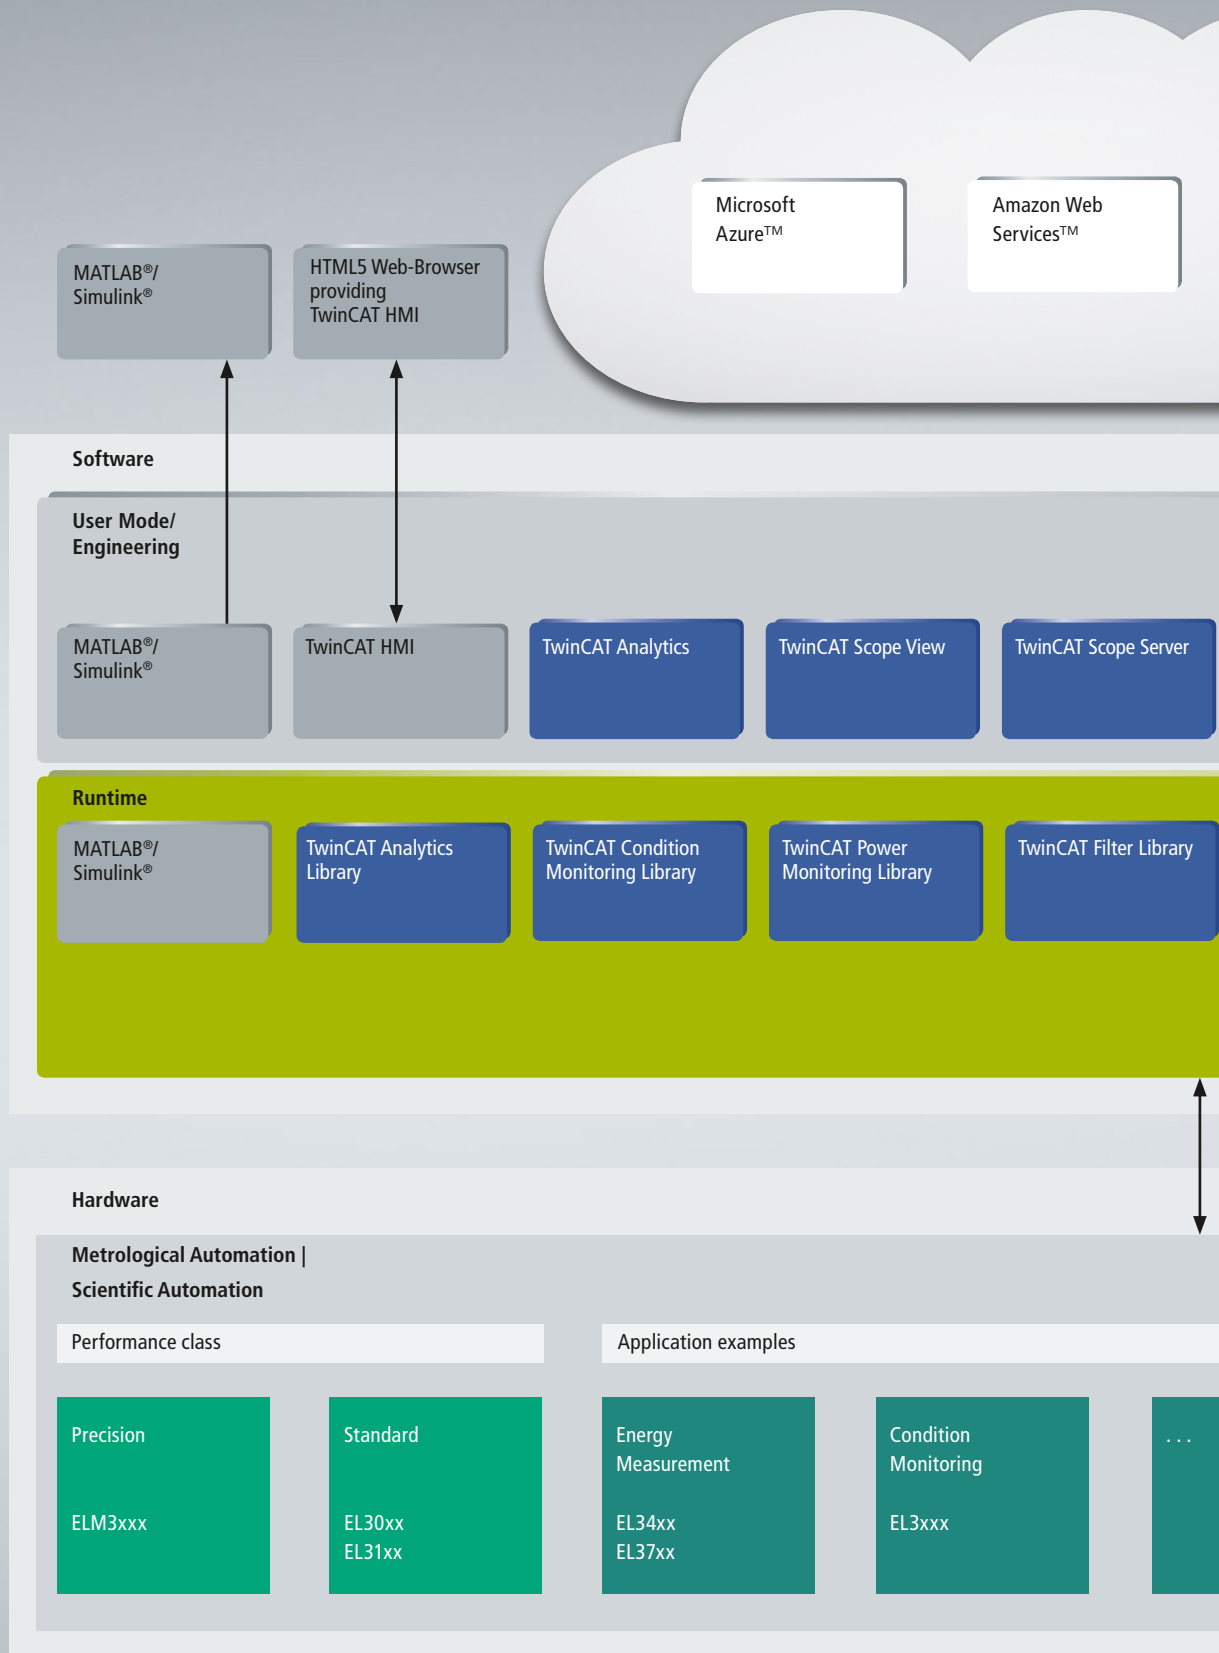 Microsoft
Azure™
Amazon Web
Services™
MATLAB®/
Simulink®
HTML5 Web-Browser
providing
TwinCAT HMI
Software
User Mode/
Engineering
MATLAB®/
Simulink®
TwinCAT HMI
TwinCAT Analytics
TwinCAT Scope View
TwinCAT Scope Server
Runtime
MATLAB®/
Simulink®
TwinCAT Analytics
Library
TwinCAT Condition
Monitoring Library
TwinCAT Power
Monitoring Library
TwinCAT Filter Library
Hardware
Metrological Automation |
Scientific Automation
Performance class
Application examples
Precision
ELM3xxx
Standard
EL30xx
EL31xx
Energy
Measurement
EL34xx
EL37xx
Condition
Monitoring
EL3xxx
...